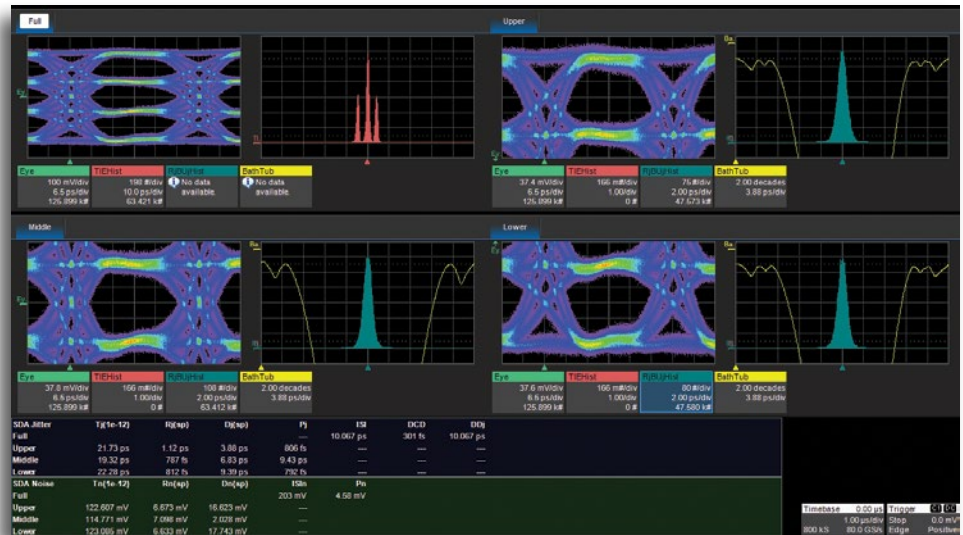 Full
Upper
Eye TIEHist RjBUjHist BathTub
100 mV/div 198 #/div No data available. No data available.
6.5 ps/div 10.0 ps/div
125.899 k# 63.421 k#
Eye TIEHist RjBUjHist BathTub
37.4 mV/div 166 m#/div 75 #/div 2.00 decades
6.5 ps/div 1.00/div 2.00 ps/div 3.88 ps/div
125.899 k# 0 # 47.573 k#
Middle
Lower
Eye TIEHist RjBUjHist BathTub
37.8 mV/div 166 m#/div 108 #/div 2.00 decades
6.5 ps/div 1.00/div 2.00 ps/div 3.88 ps/div
125.899 k# 0 # 63.412 k#
Eye TIEHist RjBUjHist BathTub
37.6 mV/div 166 m#/div 80 #/div 2.00 decades
6.5 ps/div 1.00/div 2.00 ps/div 3.88 ps/div
125.899 k# 0 # 47.580 k#
SDA Jitter Tj(1e-12) Rj(sp) Dj(sp) Pj ISI DCD DDj
Full --- 10.067 ps 301 fs 10.067 ps
Upper 21.73 ps 1.12 ps 3.88 ps 806 fs --- --- ---
Middle 19.32 ps 787 fs 6.83 ps 9.43 ps --- --- ---
Lower 22.28 ps 812 fs 9.39 ps 792 fs --- --- ---
SDA Noise Tn(1e-12) Rn(sp) Dn(sp) ISIn Pn
Full 203 mV 4.58 mV
Upper 122.607 mV 6.673 mV 16.623 mV ---
Middle 114.771 mV 7.098 mV 2.028 mV ---
Lower 123.085 mV 6.633 mV 17.743 mV ---
Timebase 0.00 µs Trigger C1 DC
1.00 µs/div Stop 0.0 mV
800 kS 80.0 GS/s Edge Positive